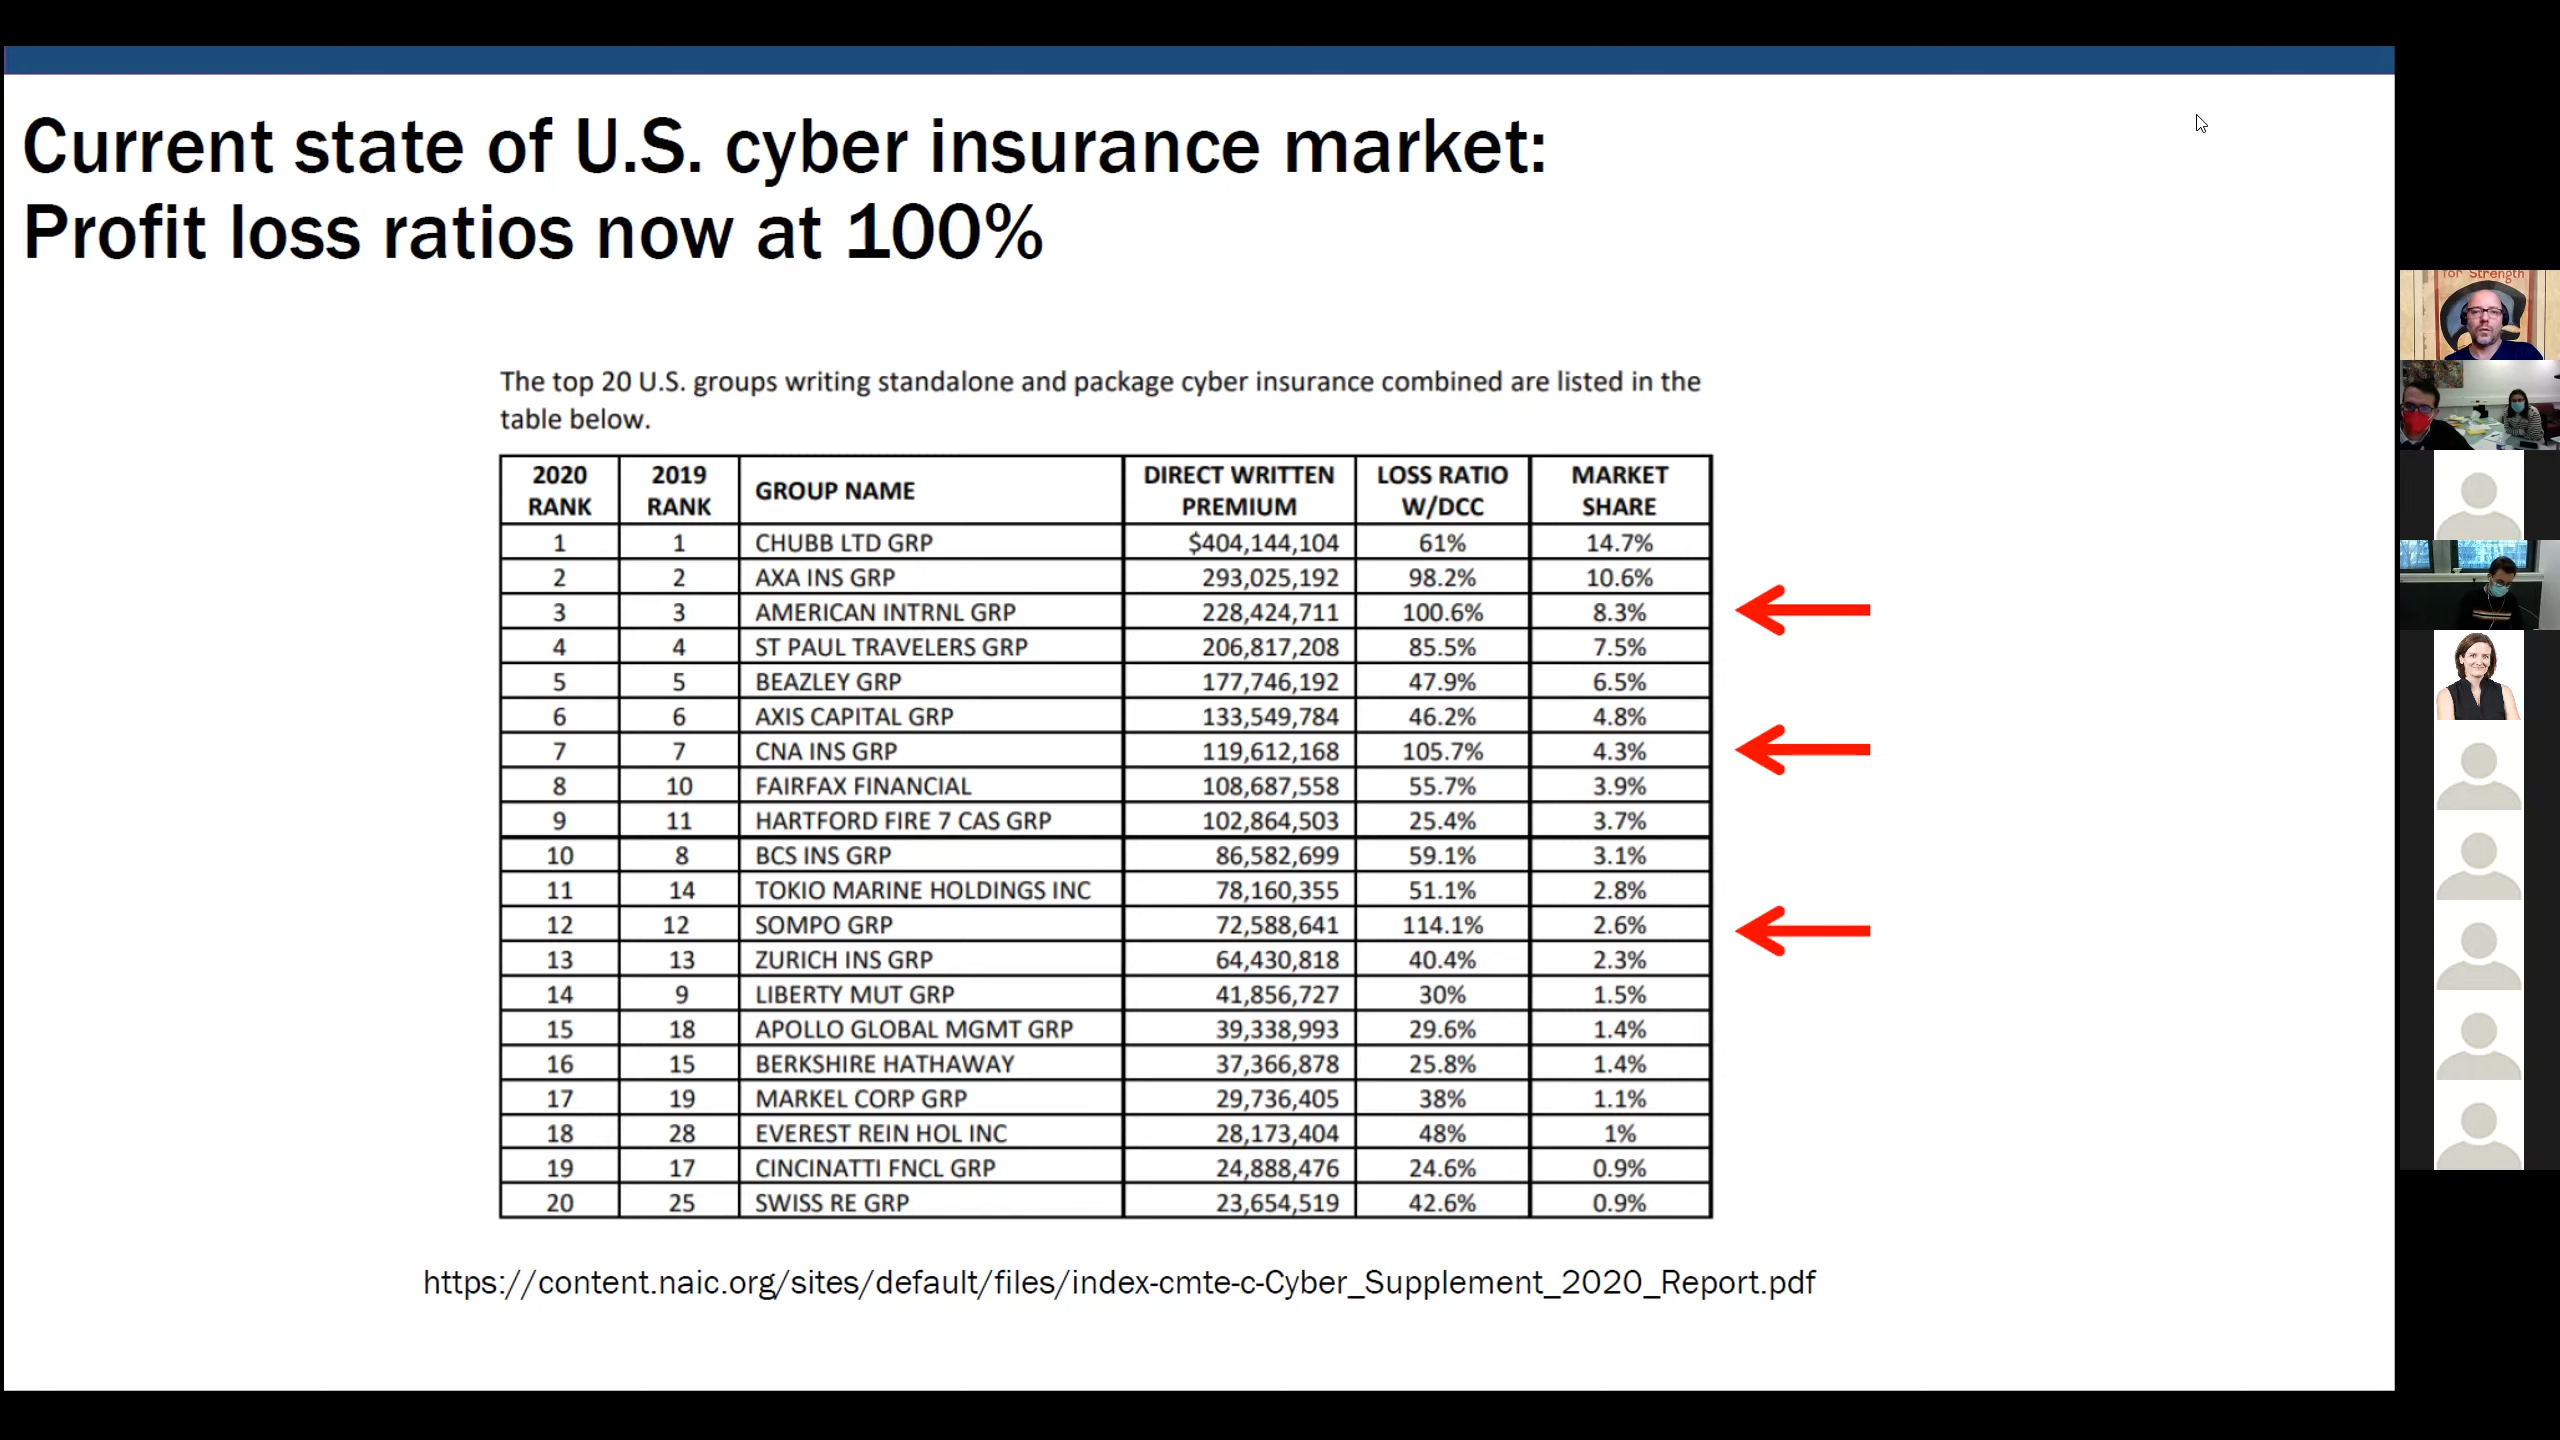 Current state of U.S. cyber insurance market:
Profit loss ratios now at 100%
for Strength
The top 20 U.S. groups writing standalone and package cyber insurance combined are listed in the
table below.
2020 RANK 2019 RANK GROUP NAME DIRECT WRITTEN PREMIUM LOSS RATIO W/DCC MARKET SHARE
1 1 CHUBB LTD GRP $404,144,104 61% 14.7%
2 2 AXA INS GRP 293,025,192 98.2% 10.6%
3 3 AMERICAN INTRNL GRP 228,424,711 100.6% 8.3%
4 4 ST PAUL TRAVELERS GRP 206,817,208 85.5% 7.5%
5 5 BEAZLEY GRP 177,746,192 47.9% 6.5%
6 6 AXIS CAPITAL GRP 133,549,784 46.2% 4.8%
7 7 CNA INS GRP 119,612,168 105.7% 4.3%
8 10 FAIRFAX FINANCIAL 108,687,558 55.7% 3.9%
9 11 HARTFORD FIRE 7 CAS GRP 102,864,503 25.4% 3.7%
10 8 BCS INS GRP 86,582,699 59.1% 3.1%
11 14 TOKIO MARINE HOLDINGS INC 78,160,355 51.1% 2.8%
12 12 SOMPO GRP 72,588,641 114.1% 2.6%
13 13 ZURICH INS GRP 64,430,818 40.4% 2.3%
14 9 LIBERTY MUT GRP 41,856,727 30% 1.5%
15 18 APOLLO GLOBAL MGMT GRP 39,338,993 29.6% 1.4%
16 15 BERKSHIRE HATHAWAY 37,366,878 25.8% 1.4%
17 19 MARKEL CORP GRP 29,736,405 38% 1.1%
18 28 EVEREST REIN HOL INC 28,173,404 48% 1%
19 17 CINCINATTI FNCL GRP 24,888,476 24.6% 0.9%
20 25 SWISS RE GRP 23,654,519 42.6% 0.9%
https://content.naic.org/sites/default/files/index-cmte-c-Cyber_Supplement_2020_Report.pdf